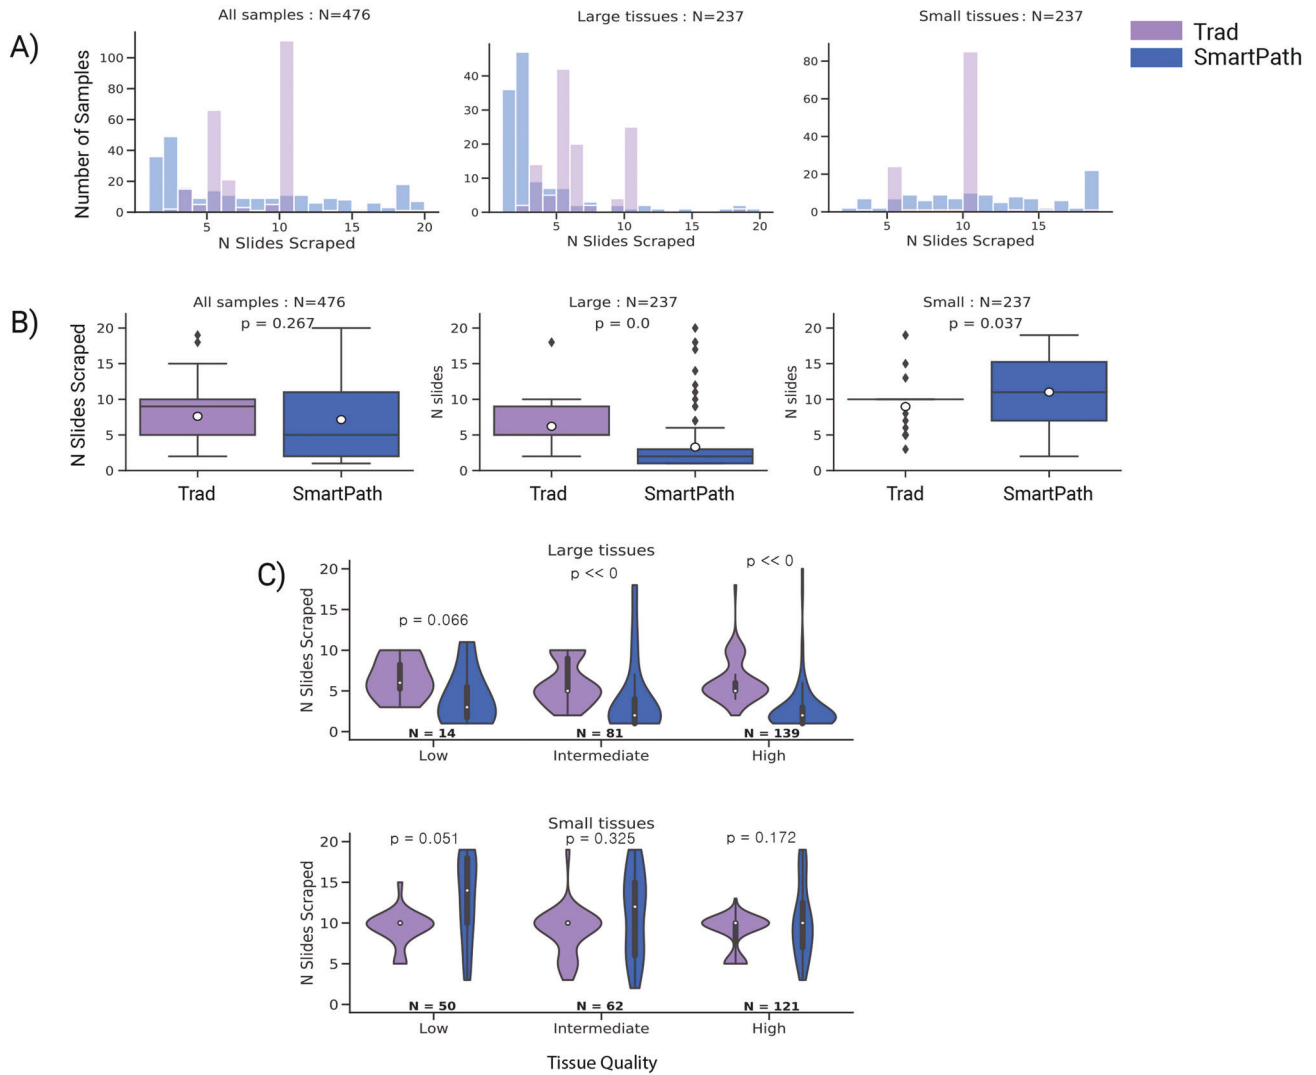 A)
All samples : N=476
Large tissues : N=237
Small tissues : N=237
Trad
SmartPath
Number of Samples
100
80
60
40
20
0
5
10
15
20
N Slides Scraped
40
30
20
10
0
5
10
15
20
N Slides Scraped
80
60
40
20
0
5
10
15
N Slides Scraped
B)
All samples : N=476
p = 0.267
Large : N=237
p = 0.0
Small : N=237
p = 0.037
N Slides Scraped
20
15
10
5
0
Trad
SmartPath
N slides
20
15
10
5
0
Trad
SmartPath
N slides
20
15
10
5
0
Trad
SmartPath
C)
Large tissues
p = 0.066
p << 0
p << 0
N Slides Scraped
20
15
10
5
0
N = 14
N = 81
N = 139
Low
Intermediate
High
Small tissues
p = 0.051
p = 0.325
p = 0.172
N Slides Scraped
20
15
10
5
0
N = 50
N = 62
N = 121
Low
Intermediate
High
Tissue Quality